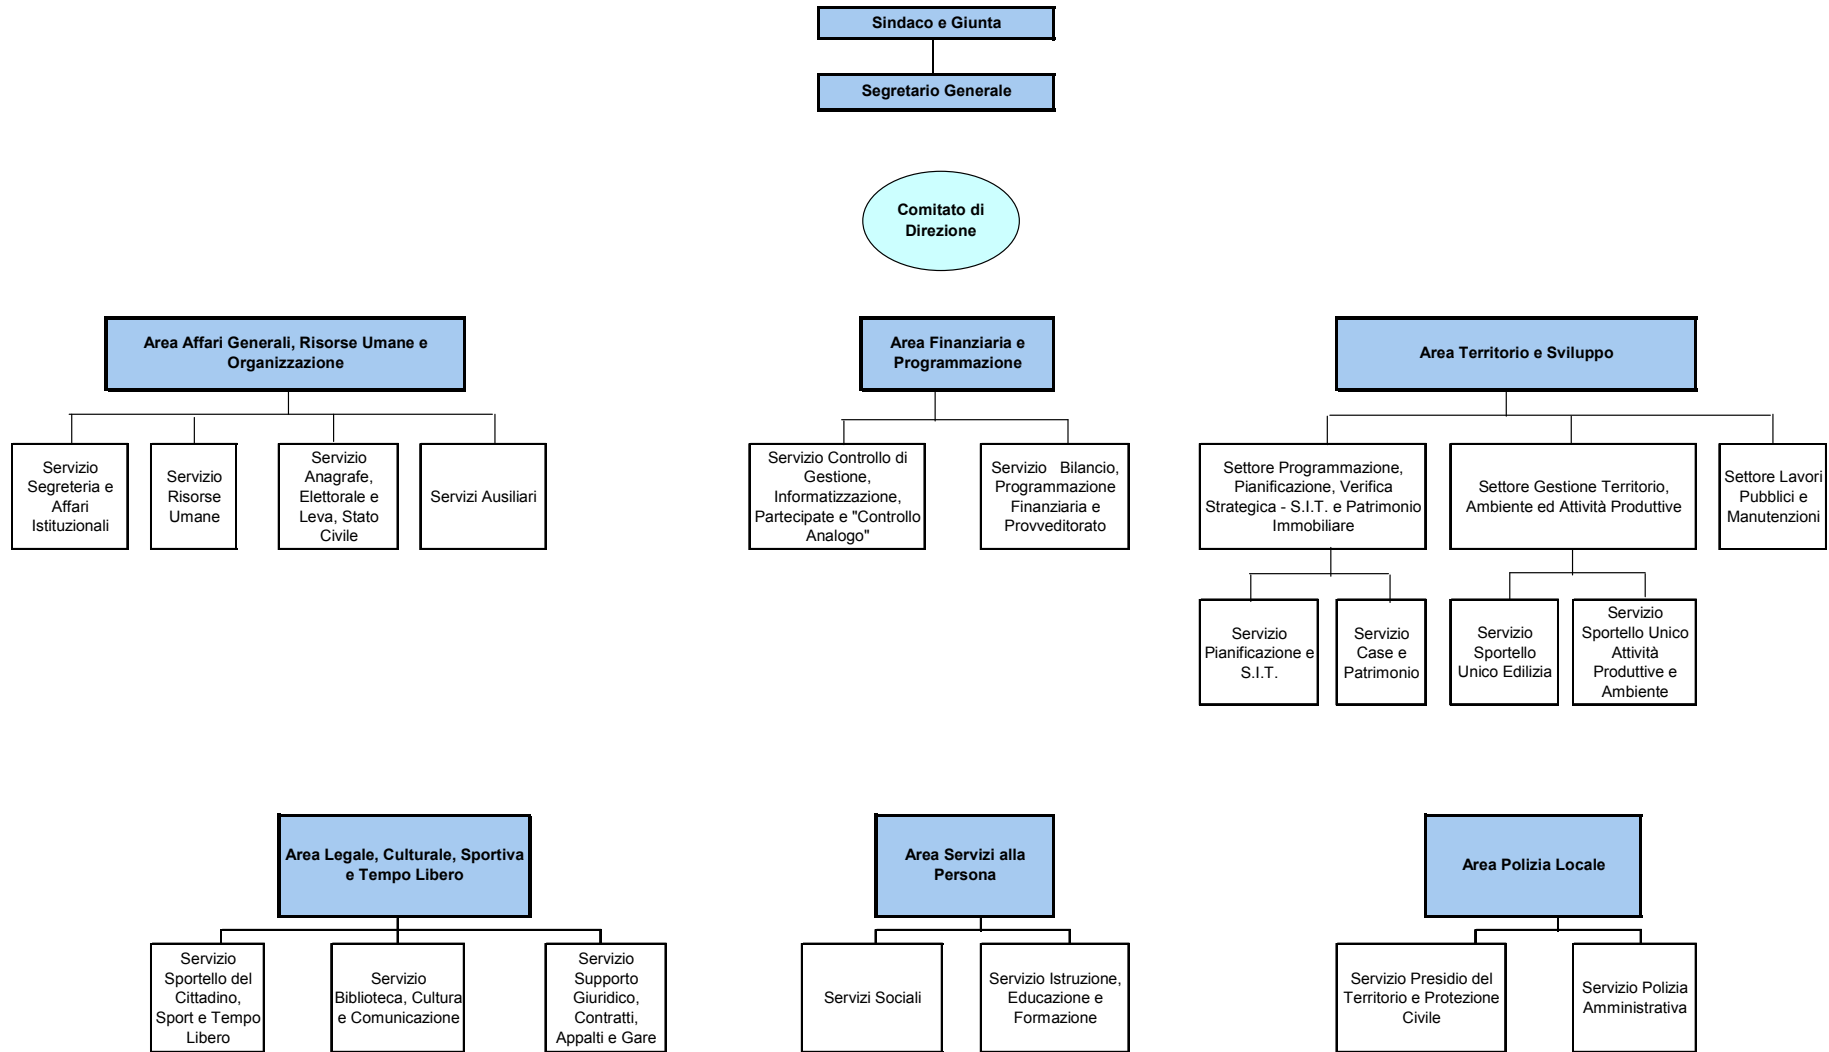 Sindaco e Giunta
Segretario Generale
Comitato di
Direzione
Area Affari Generali, Risorse Umane e
Organizzazione
Area Finanziaria e
Programmazione
Area Territorio e Sviluppo
Servizio
Segreteria e
Affari
Istituzionali
Servizio
Risorse
Umane
Servizio
Anagrafe,
Elettorale e
Leva, Stato
Civile
Servizi Ausiliari
Servizio Controllo di
Gestione,
Informatizzazione,
Partecipate e "Controllo
Analogo"
Servizio Bilancio,
Programmazione
Finanziaria e
Provveditorato
Settore Programmazione,
Pianificazione, Verifica
Strategica - S.I.T. e Patrimonio
Immobiliare
Settore Gestione Territorio,
Ambiente ed Attività Produttive
Settore Lavori
Pubblici e
Manutenzioni
Servizio
Pianificazione e
S.I.T.
Servizio
Case e
Patrimonio
Servizio
Sportello
Unico Edilizia
Servizio
Sportello Unico
Attività
Produttive e
Ambiente
Area Legale, Culturale, Sportiva
e Tempo Libero
Area Servizi alla
Persona
Area Polizia Locale
Servizio
Sportello del
Cittadino,
Sport e Tempo
Libero
Servizio
Biblioteca, Cultura
e Comunicazione
Servizio
Supporto
Giuridico,
Contratti,
Appalti e Gare
Servizi Sociali
Servizio Istruzione,
Educazione e
Formazione
Servizio Presidio del
Territorio e Protezione
Civile
Servizio Polizia
Amministrativa